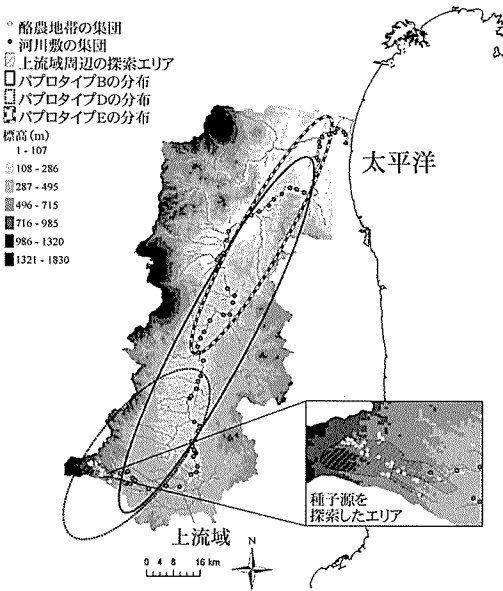 酪農地帯の集団
河川敷の集団
上流域周辺の探索エリア
パプロタイプBの分布
パプロタイプDの分布
パプロタイプEの分布
標高(m)
1 - 107
108 - 286
287 - 495
496 - 715
716 - 985
986 - 1320
1321 - 1830
太平洋
種子源を
探索したエリア
上流域
N
0 4 8 16 km